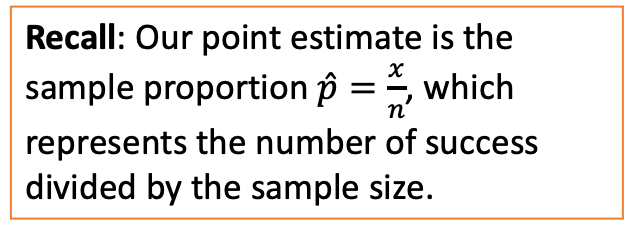 Recall: Our point estimate is the
sample proportion p̂ = x/n, which
represents the number of success
divided by the sample size.